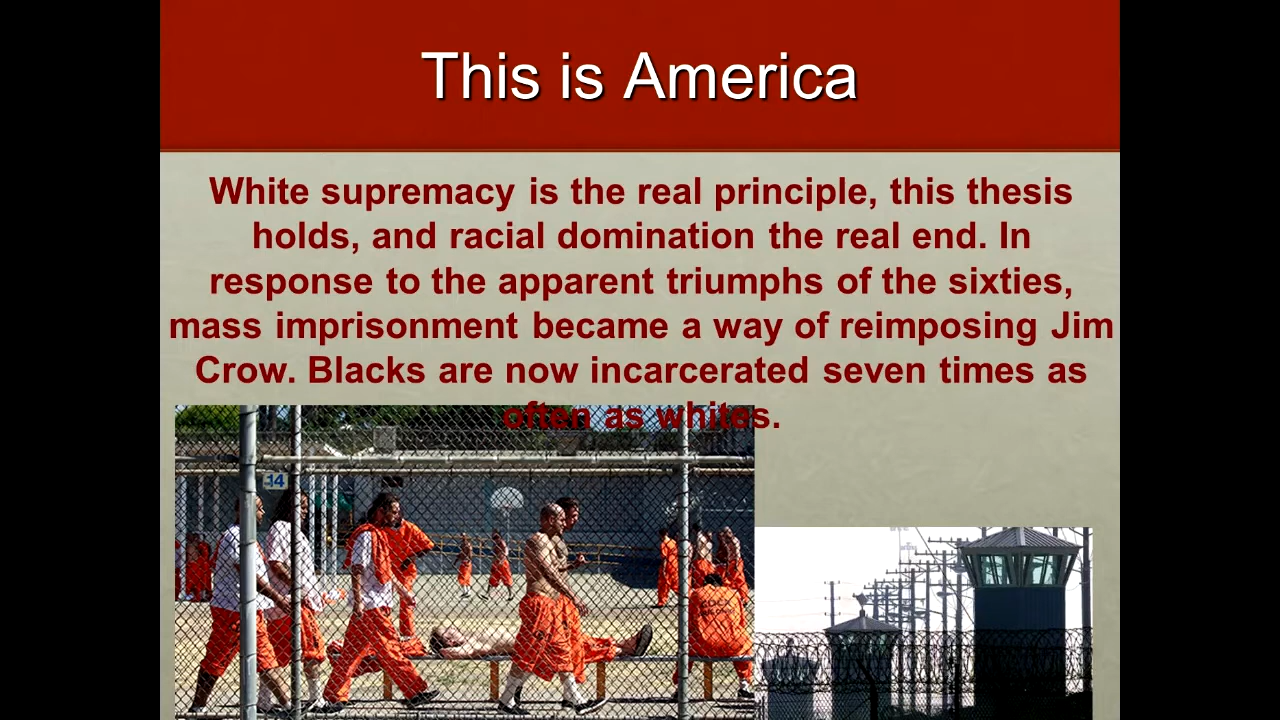 This is America
White supremacy is the real principle, this thesis
holds, and racial domination the real end. In
response to the apparent triumphs of the sixties,
mass imprisonment became a way of reimposing Jim
Crow. Blacks are now incarcerated seven times as
often as whites.
14